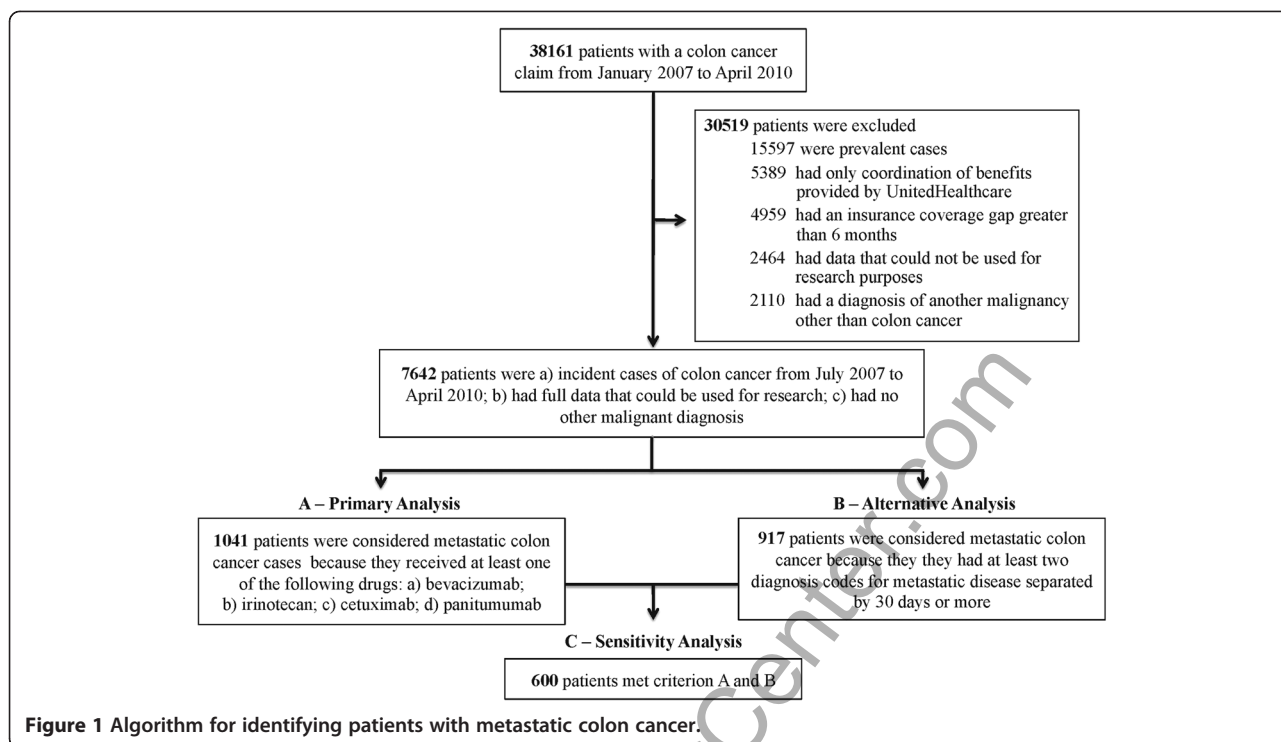 38161 patients with a colon cancer
claim from January 2007 to April 2010
30519 patients were excluded
15597 were prevalent cases
5389 had only coordination of benefits
provided by UnitedHealthcare
4959 had an insurance coverage gap greater
than 6 months
2464 had data that could not be used for
research purposes
2110 had a diagnosis of another malignancy
other than colon cancer
7642 patients were a) incident cases of colon cancer from July 2007 to
April 2010; b) had full data that could be used for research; c) had no
other malignant diagnosis
A – Primary Analysis
1041 patients were considered metastatic colon
cancer cases because they received at least one
of the following drugs: a) bevacizumab;
b) irinotecan; c) cetuximab; d) panitumumab
B – Alternative Analysis
917 patients were considered metastatic colon
cancer because they they had at least two
diagnosis codes for metastatic disease separated
by 30 days or more
C – Sensitivity Analysis
600 patients met criterion A and B
Figure 1 Algorithm for identifying patients with metastatic colon cancer.
Center.com